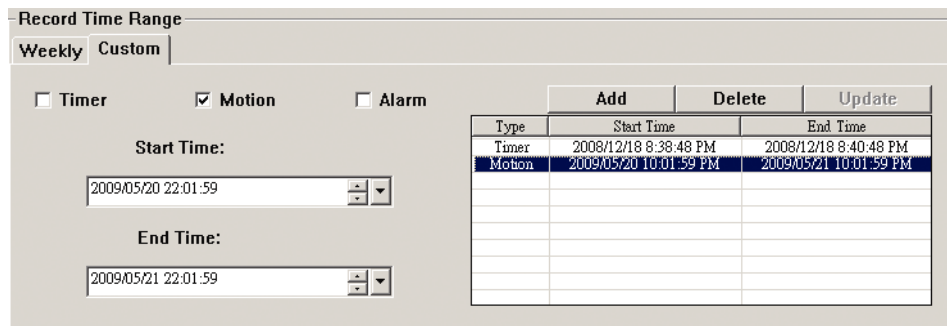 Record Time Range
Weekly Custom
Timer Motion Alarm
Add Delete Update
Type Start Time End Time
Timer 2008/12/18 8:38:48 PM 2008/12/18 8:40:48 PM
Motion 2009/05/20 10:01:59 PM 2009/05/21 10:01:59 PM
Start Time:
2009/05/20 22:01:59
End Time:
2009/05/21 22:01:59